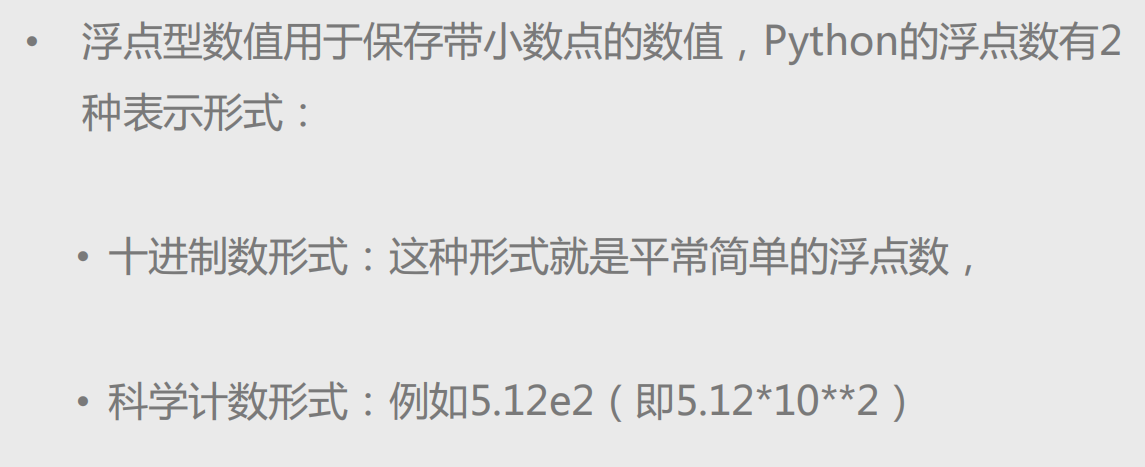 • 浮点型数值用于保存带小数点的数值，Python的浮点数有2
种表示形式：
• 十进制数形式：这种形式就是平常简单的浮点数，
• 科学计数形式：例如5.12e2（即5.12*10**2）